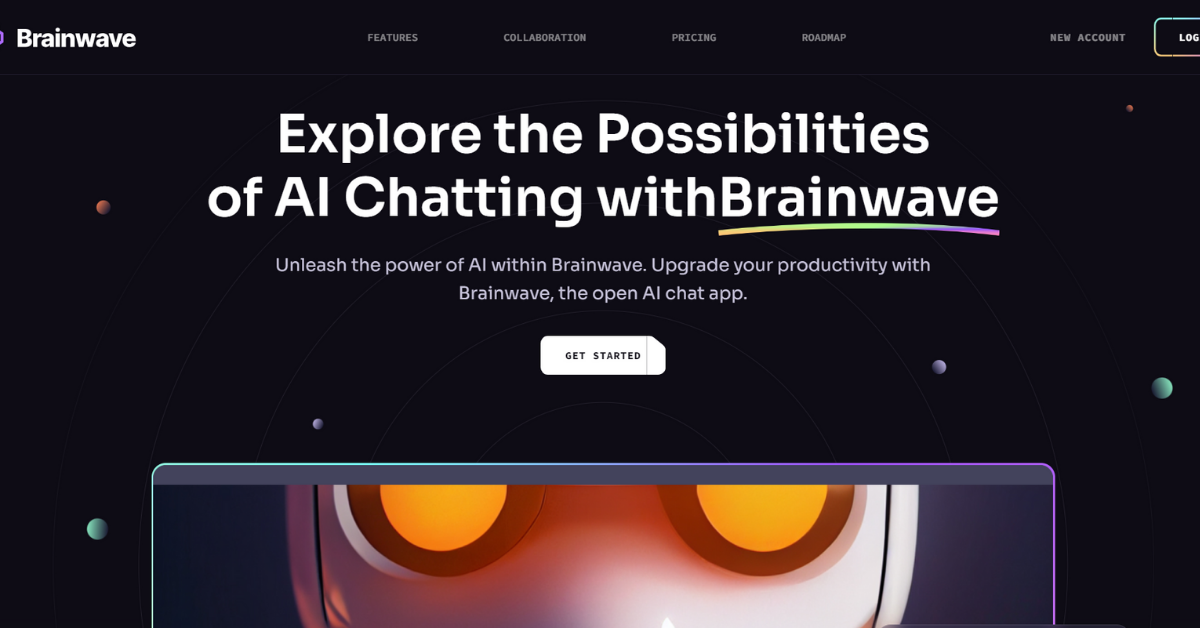 Brainwave
FEATURES
COLLABORATION
PRICING
ROADMAP
NEW ACCOUNT
LOG
Explore the Possibilities
of AI Chatting withBrainwave
Unleash the power of AI within Brainwave. Upgrade your productivity with
Brainwave, the open AI chat app.
GET STARTED